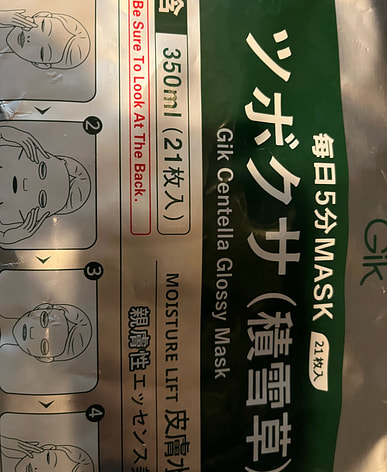 Gik
毎日5分MASK
21枚入
ツボクサ(積雪草)
Gik Centella Glossy Mask
350ml (21枚入)
MOISTURE LIFT 皮膚
親膚性エッセンス
Be Sure To Look At The Back.
2
3
4